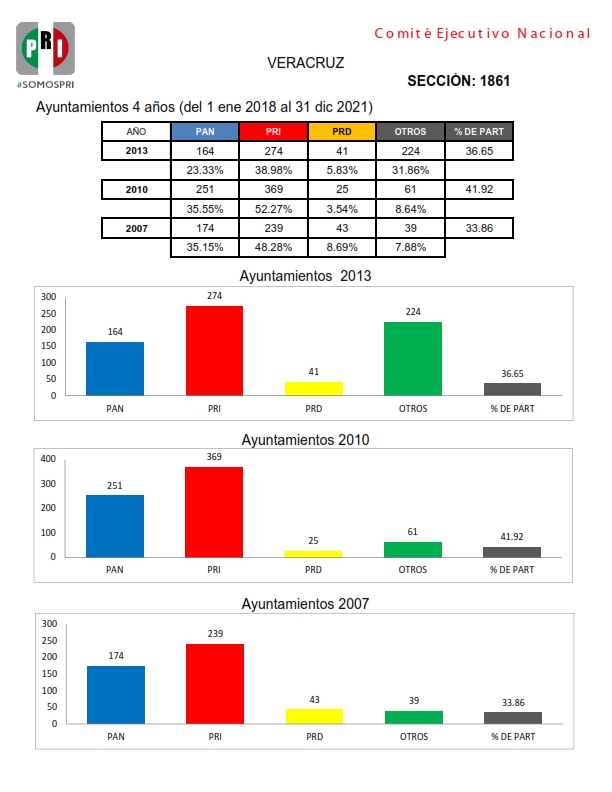 Comité Ejecutivo Nacional
PRI
#SOMOSPRI
VERACRUZ
SECCIÓN: 1861
Ayuntamientos 4 años (del 1 ene 2018 al 31 dic 2021)
AÑO PAN PRI PRD OTROS % DE PART
2013 164 274 41 224 36.65
23.33% 38.98% 5.83% 31.86%
2010 251 369 25 61 41.92
35.55% 52.27% 3.54% 8.64%
2007 174 239 43 39 33.86
35.15% 48.28% 8.69% 7.88%
Ayuntamientos 2013
300
250
200
150
100
50
0
164 274 41 224 36.65
PAN PRI PRD OTROS % DE PART
Ayuntamientos 2010
400
300
200
100
0
251 369 25 61 41.92
PAN PRI PRD OTROS % DE PART
Ayuntamientos 2007
300
250
200
150
100
50
0
174 239 43 39 33.86
PAN PRI PRD OTROS % DE PART